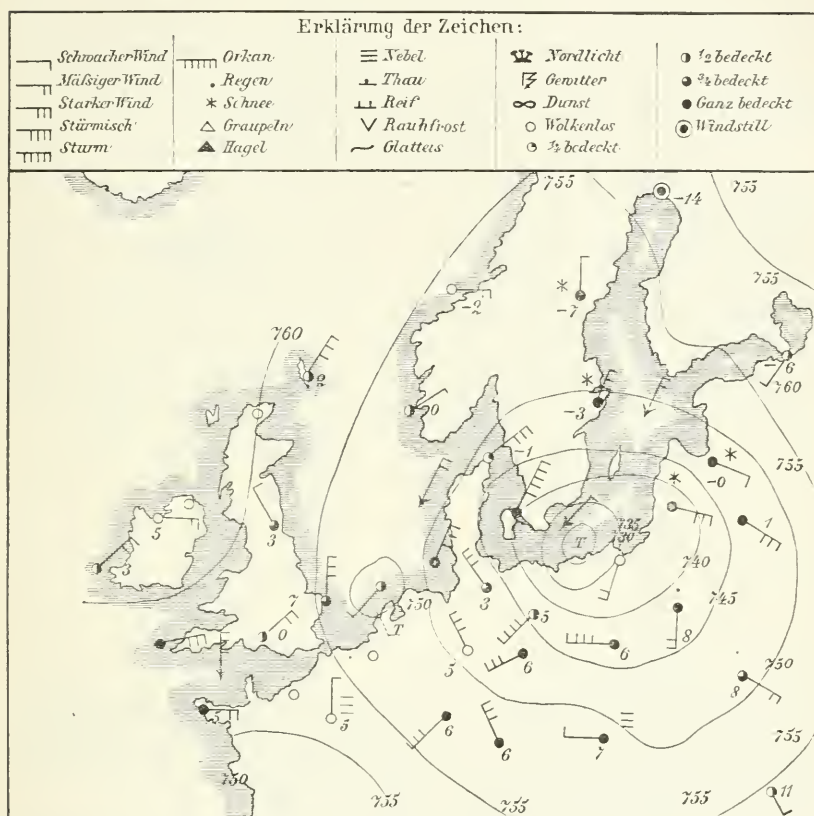 Erklärung der Zeichen:
Schwacher Wind
Mäßiger Wind
Starker Wind
Stürmisch
Sturm
Orkan
Regen
Schnee
Graupeln
Hagel
Nebel
Thau
Reif
Rauhfrost
Glatteis
Nordlicht
Gewitter
Dunst
Wolkenlos
¼ bedeckt
½ bedeckt
¾ bedeckt
Ganz bedeckt
Windstill
755
755
-14
755
-2
-7
760
2
0
-3
-6
760
755
-1
-0
5
3
3
1
735
730
T
740
7
750
3
745
T
0
5
5
6
6
8
750
8
5
5
6
6
7
755
750
755
755
755
11